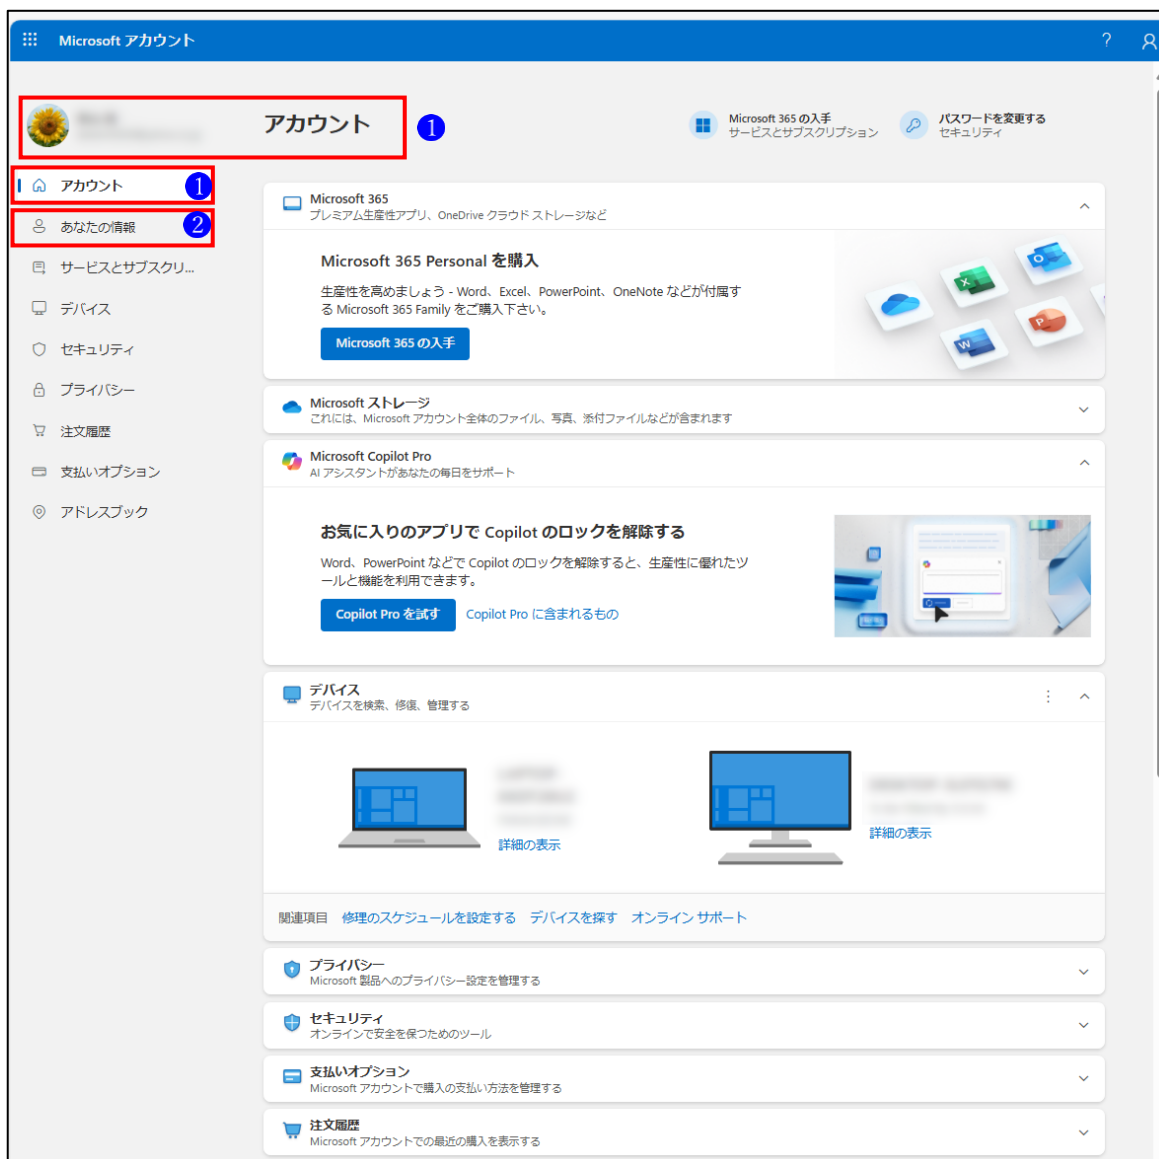 Microsoft アカウント
?
アカウント
1
Microsoft 365 の入手
サービスとサブスクリプション
パスワードを変更する
セキュリティ
アカウント
1
あなたの情報
2
サービスとサブスクリ...
デバイス
セキュリティ
プライバシー
注文履歴
支払いオプション
アドレスブック
Microsoft 365
プレミアム生産性アプリ、OneDrive クラウド ストレージなど
Microsoft 365 Personal を購入
生産性を高めましょう - Word、Excel、PowerPoint、OneNote などが付属す
る Microsoft 365 Family をご購入下さい。
Microsoft 365 の入手
Microsoft ストレージ
これには、Microsoft アカウント全体のファイル、写真、添付ファイルなどが含まれます
Microsoft Copilot Pro
AI アシスタントがあなたの毎日をサポート
お気に入りのアプリで Copilot のロックを解除する
Word、PowerPoint などで Copilot のロックを解除すると、生産性に優れたツ
ールと機能を利用できます。
Copilot Pro を試す
Copilot Pro に含まれるもの
デバイス
デバイスを検索、修復、管理する
詳細の表示
詳細の表示
関連項目 修理のスケジュールを設定する デバイスを探す オンライン サポート
プライバシー
Microsoft 製品へのプライバシー設定を管理する
セキュリティ
オンラインで安全を保つためのツール
支払いオプション
Microsoft アカウントで購入の支払い方法を管理する
注文履歴
Microsoft アカウントでの最近の購入を表示する